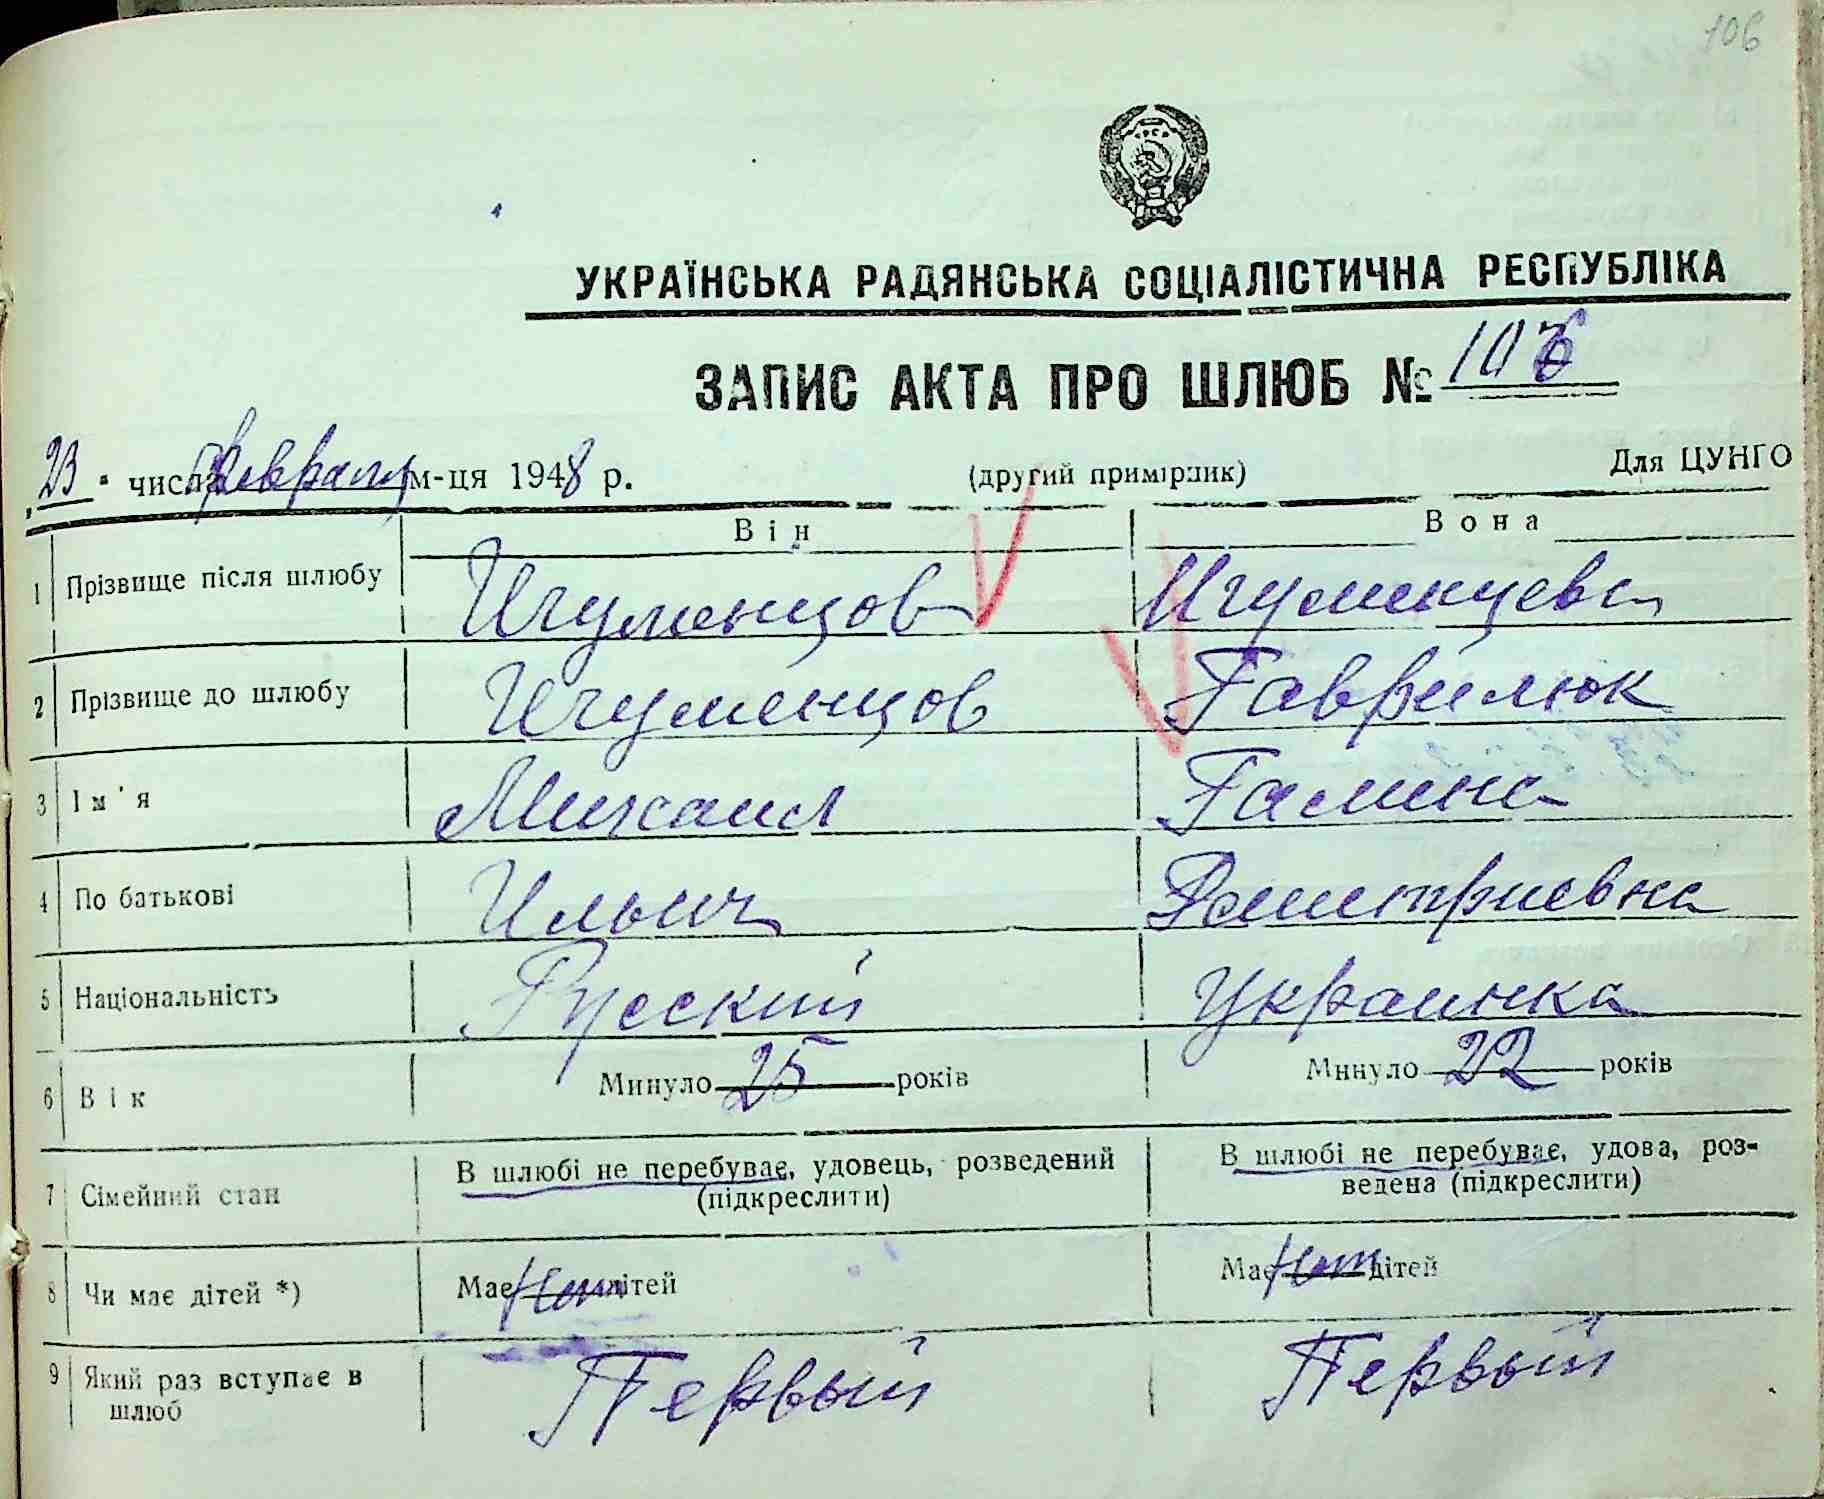 106
УКРАЇНСЬКА РАДЯНСЬКА СОЦІАЛІСТИЧНА РЕСПУБЛІКА
ЗАПИС АКТА ПРО ШЛЮБ № 106
„23" числа февраля м-ця 1948 р. (другий примірник) Для ЦУНГО
Він Вона
1 Прізвище після шлюбу Игуменцов Игуменцева
2 Прізвище до шлюбу Игуменцов Гаврилюк
3 Ім'я Михаил Галина
4 По батькові Ильич Дмитриевна
5 Національність Русский Украинка
6 Вік Минуло 25 років Минуло 22 років
7 Сімейний стан В шлюбі не перебуває, удовець, розведений (підкреслити) В шлюбі не перебуває, удова, роз-
ведена (підкреслити)
8 Чи має дітей *) Має нет дітей Має нет дітей
9 Який раз вступає в Первый Первый
шлюб